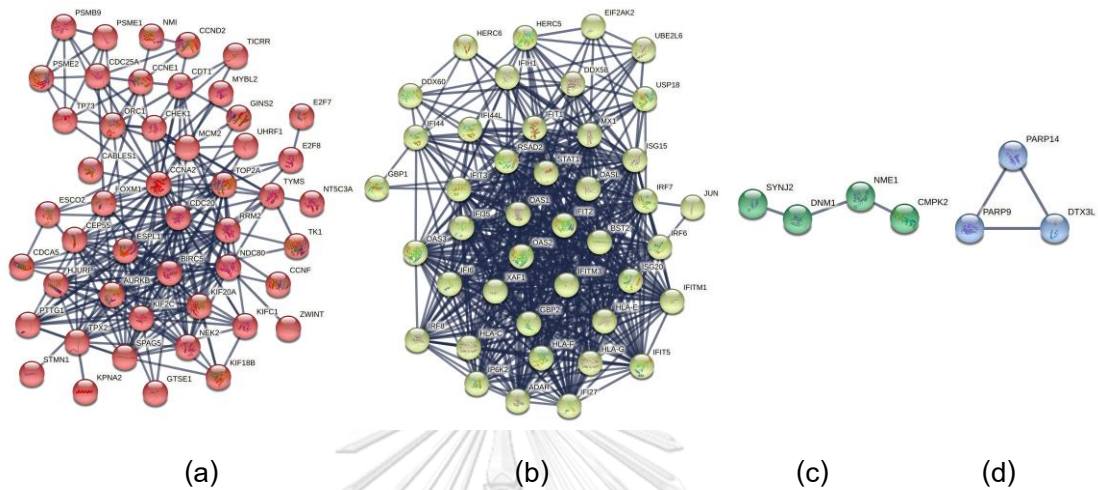 PSMB9
PSME1
NMI
CCND2
TICRR
PSME2
CDC25A
CCNE1
CDT1
MYBL2
TP73
ORC1
CHEK1
GINS2
E2F7
MCM2
UHRF1
E2F8
CABLES1
CCNA2
TOP2A
TYMS
NT5C3A
ESCO2
FOXM1
CDC20
RRM2
CEP55
ESPL1
TK1
CDCA5
BIRC5
NDC80
HJURP
AURKB
CCNF
KIF20A
PTTG1
KIF2C
KIFC1
ZWINT
TPX2
SPAG5
NEK2
STMN1
KIF18B
KPNA2
GTSE1
HERC5
EIF2AK2
HERC6
UBE2L6
IFIH1
DDX58
DDX60
USP18
IFI44
IFI44L
IFIT1
MX1
ISG15
RSAD2
STAT1
GBP1
IFIT3
OASL
IRF7
JUN
OAS1
IFIT2
IFI35
BST2
IRF6
OAS3
OAS2
IFI6
XAF1
IFITM3
ISG20
IFITM1
GBP2
HLA-E
IRF9
HLA-C
HLA-F
HLA-G
IFIT5
IP6K2
ADAR
IFI27
SYNJ2
DNM1
NME1
CMPK2
PARP14
PARP9
DTX3L
(a)
(b)
(c)
(d)